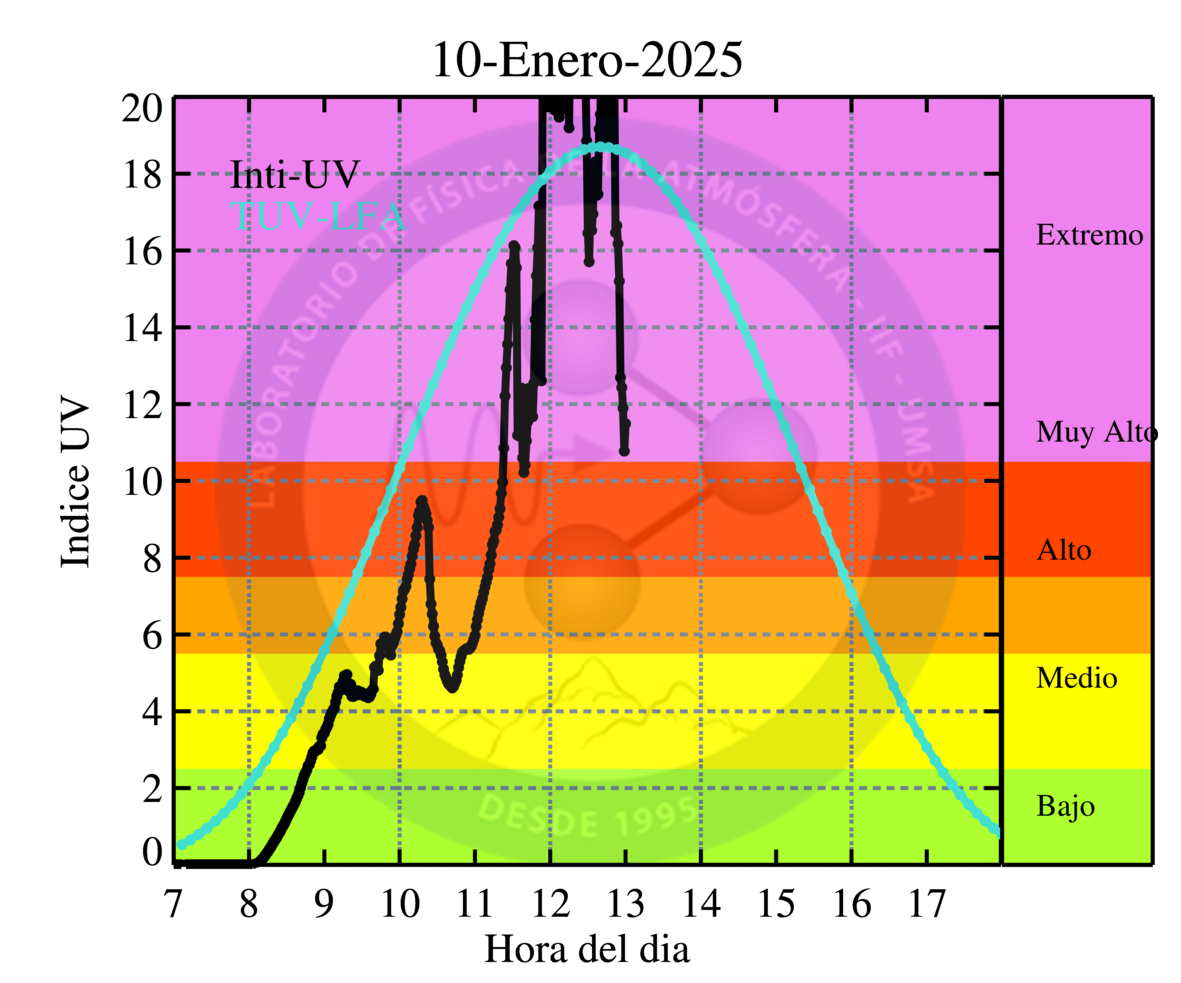 10-Enero-2025
Inti-UV
TUV-LFA
LABORATORIO DE FÍSICA DE LA ATMÓSFERA - IIF - UMSA
DESDE 1995
Indice UV
20
18
16
14
12
10
8
6
4
2
0
Extremo
Muy Alto
Alto
Medio
Bajo
7 8 9 10 11 12 13 14 15 16 17
Hora del dia